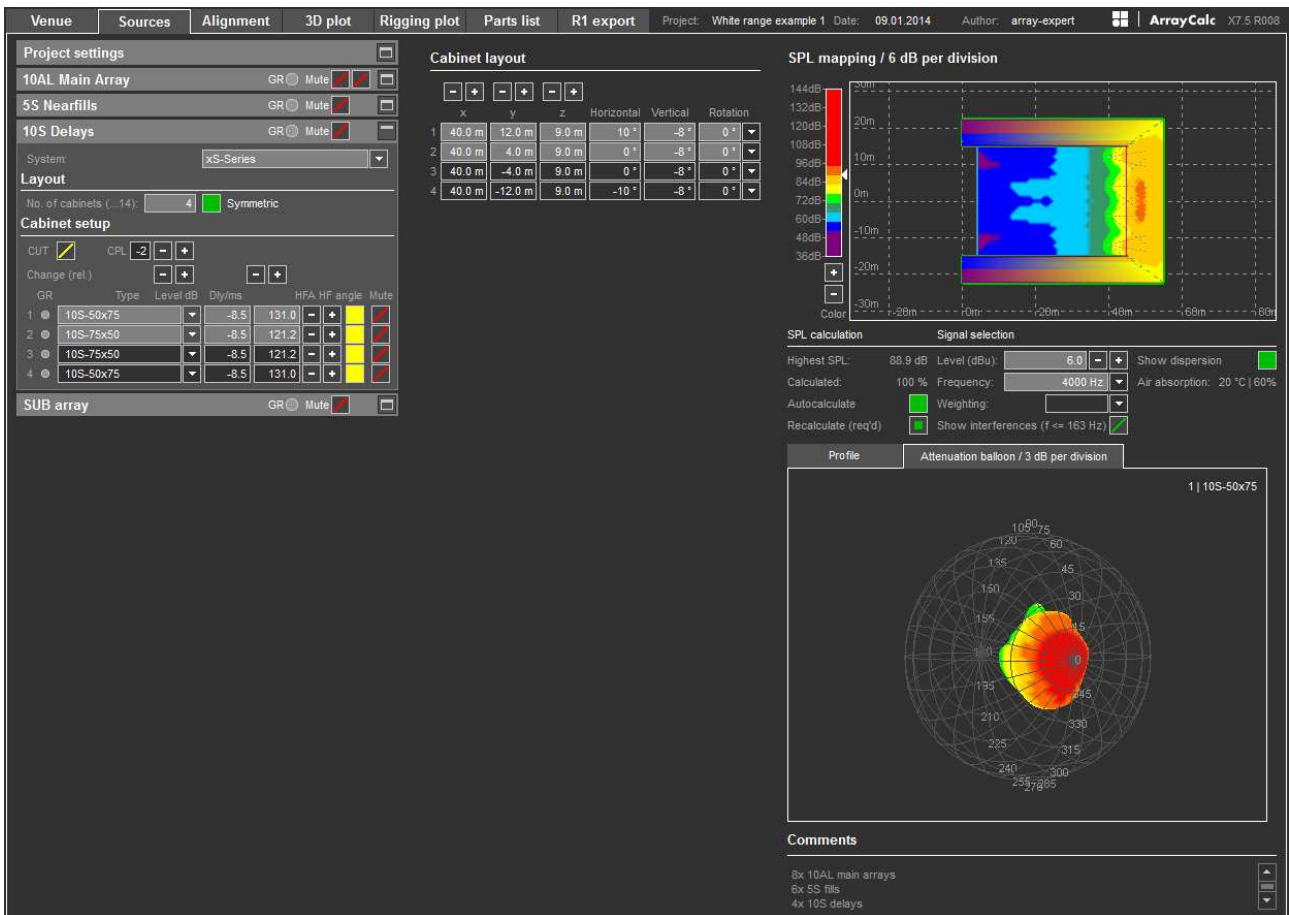 Venue Sources Alignment 3D plot Rigging plot Parts list R1 export Project: White range example 1 Date: 09.01.2014 Author: array-expert ArrayCalc X7.5 R008
Project settings
10AL Main Array GR Mute
5S Nearfills GR Mute
10S Delays GR Mute
System: xS-Series
Layout
No. of cabinets (...14): 4 Symmetric
Cabinet setup
CUT CPL -2 - +
Change (rel.) - + - +
GR Type Level dB Dly/ms HFA HF angle Mute
1 10S-50x75 -8.5 131.0 - +
2 10S-75x50 -8.5 121.2 - +
3 10S-75x50 -8.5 121.2 - +
4 10S-50x75 -8.5 131.0 - +
SUB array GR Mute
Cabinet layout
- + - + - +
x y z Horizontal Vertical Rotation
1 40.0 m 12.0 m 9.0 m 10 ° -8 ° 0 °
2 40.0 m 4.0 m 9.0 m 0 ° -8 ° 0 °
3 40.0 m -4.0 m 9.0 m 0 ° -8 ° 0 °
4 40.0 m -12.0 m 9.0 m -10 ° -8 ° 0 °
SPL mapping / 6 dB per division
144dB
132dB
120dB
108dB
96dB
84dB
72dB
60dB
48dB
36dB
+
-
Color
30m
20m
10m
0m
-10m
-20m
-30m
-20m 0m 20m 40m 60m 80m
SPL calculation Signal selection
Highest SPL: 88.9 dB Level (dBu): 6.0 - + Show dispersion
Calculated: 100 % Frequency: 4000 Hz Air absorption: 20 °C | 60%
Autocalculate Weighting:
Recalculate (req'd) Show interferences (f <= 163 Hz)
Profile Attenuation balloon / 3 dB per division
1 | 10S-50x75
105 90 75
120 60
135 45
150 30
165 15
180 0
195 345
210 330
225 315
240 300
255 270 285
Comments
8x 10AL main arrays
6x 5S fills
4x 10S delays